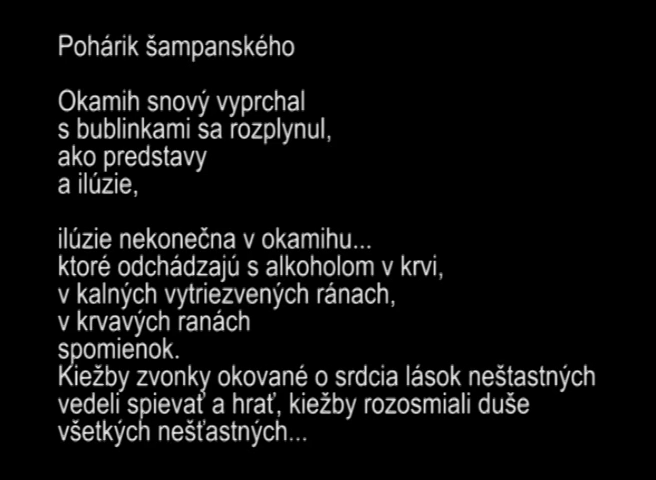 Pohárik šampanského
Okamih snový vyprchal
s bublinkami sa rozplynul,
ako predstavy
a ilúzie,
ilúzie nekonečna v okamihu...
ktoré odchádzajú s alkoholom v krvi,
v kalných vytriezvených ránach,
v krvavých ranách
spomienok.
Kiežby zvonky okované o srdcia lások neštastných
vedeli spievať a hrať, kiežby rozosmiali duše
všetkých nešťastných...